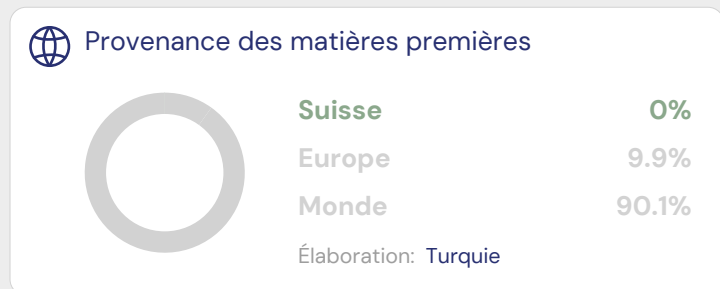 Provenance des matières premières
Suisse 0%
Europe 9.9%
Monde 90.1%
Élaboration: Turquie